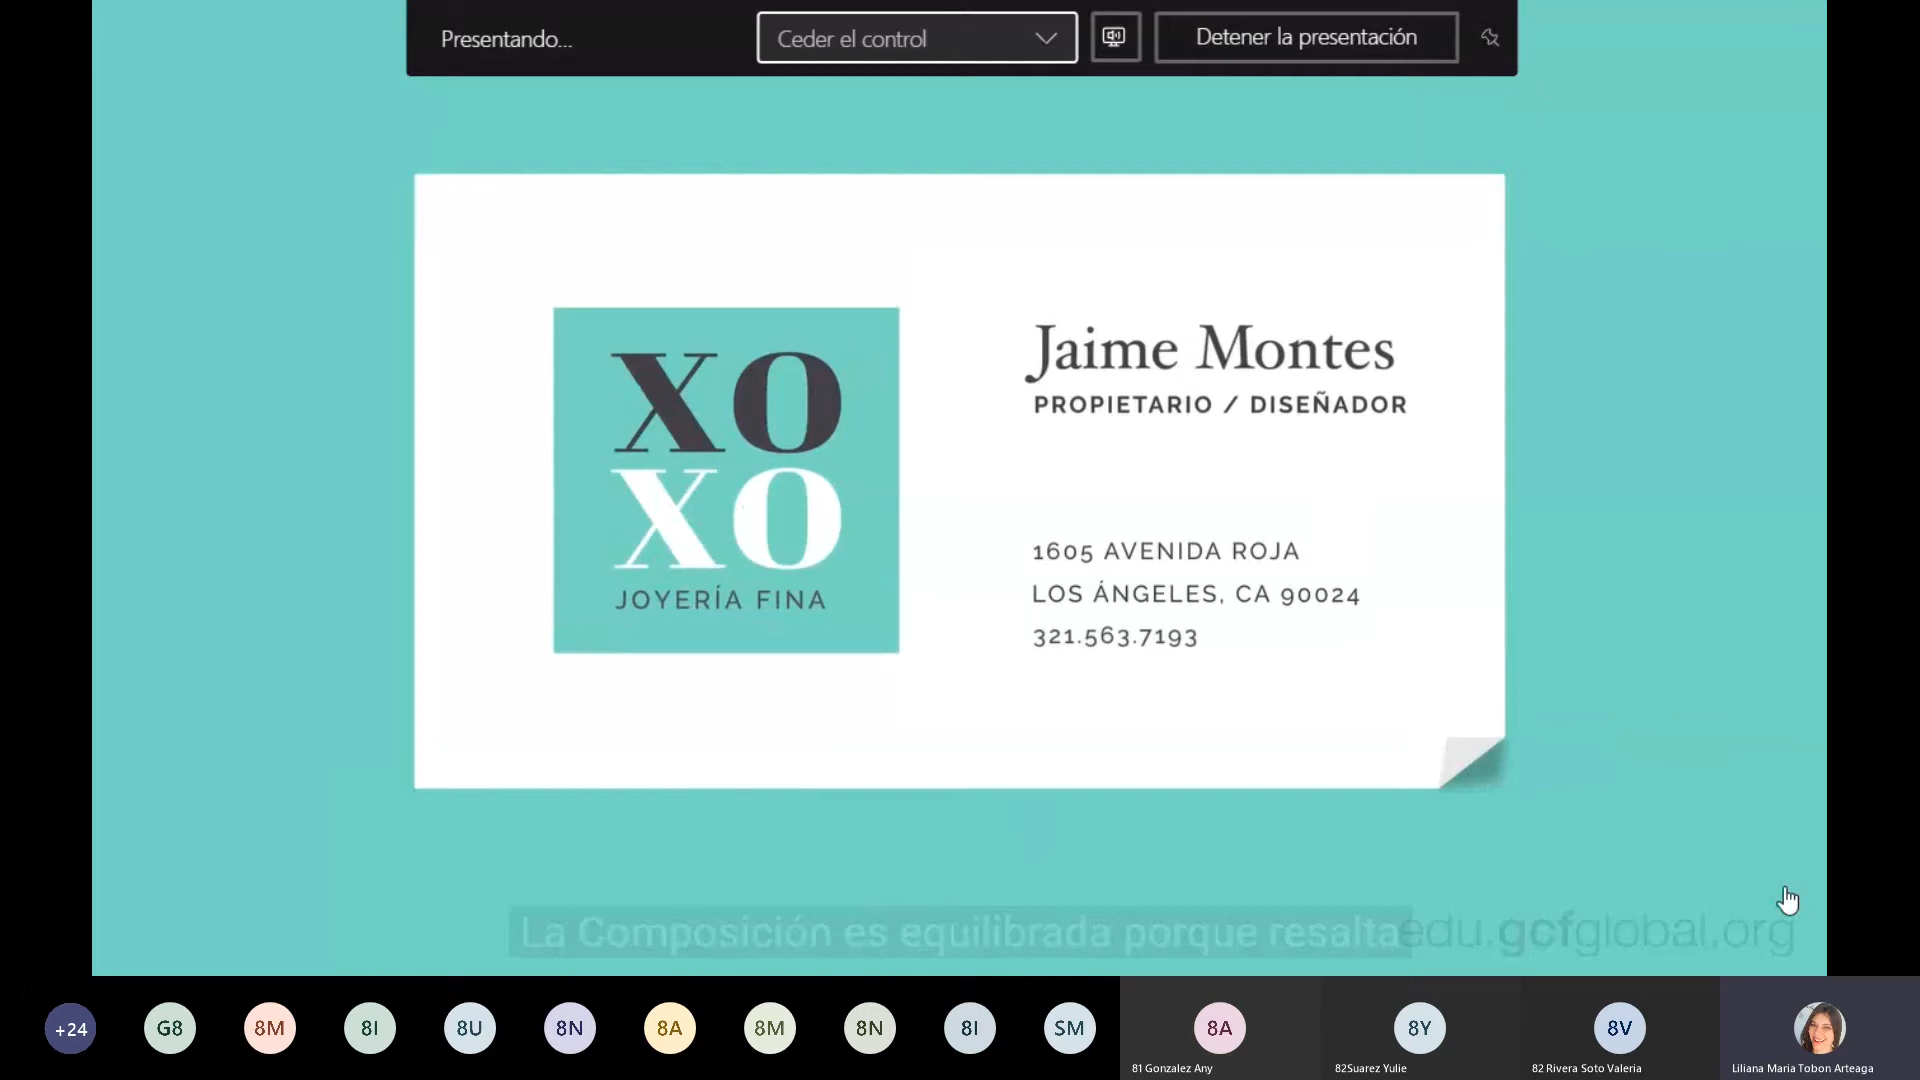 Presentando...
Ceder el control
Detener la presentación
XO
XO
JOYERÍA FINA
Jaime Montes
PROPIETARIO / DISEÑADOR
1605 AVENIDA ROJA
LOS ÁNGELES, CA 90024
321.563.7193
La Composición es equilibrada porque resalta
edu.gcfglobal.org
+24
G8
8M
8I
8U
8N
8A
8M
8N
8I
SM
8A
8Y
8V
81 Gonzalez Any
82Suarez Yulie
82 Rivera Soto Valeria
Liliana Maria Tobon Arteaga